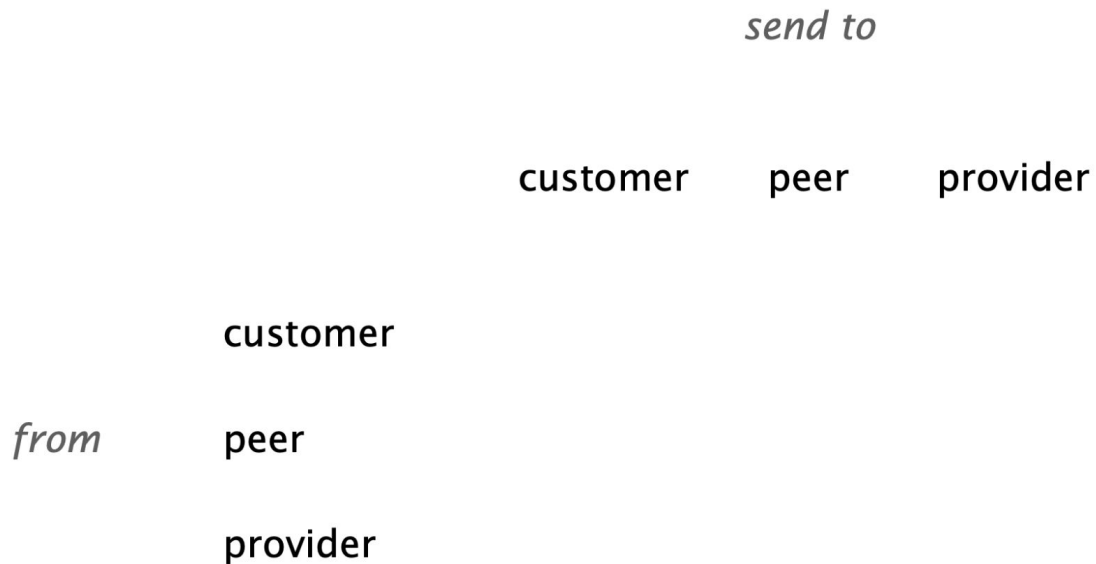 send to
customer peer provider
customer
from peer
provider